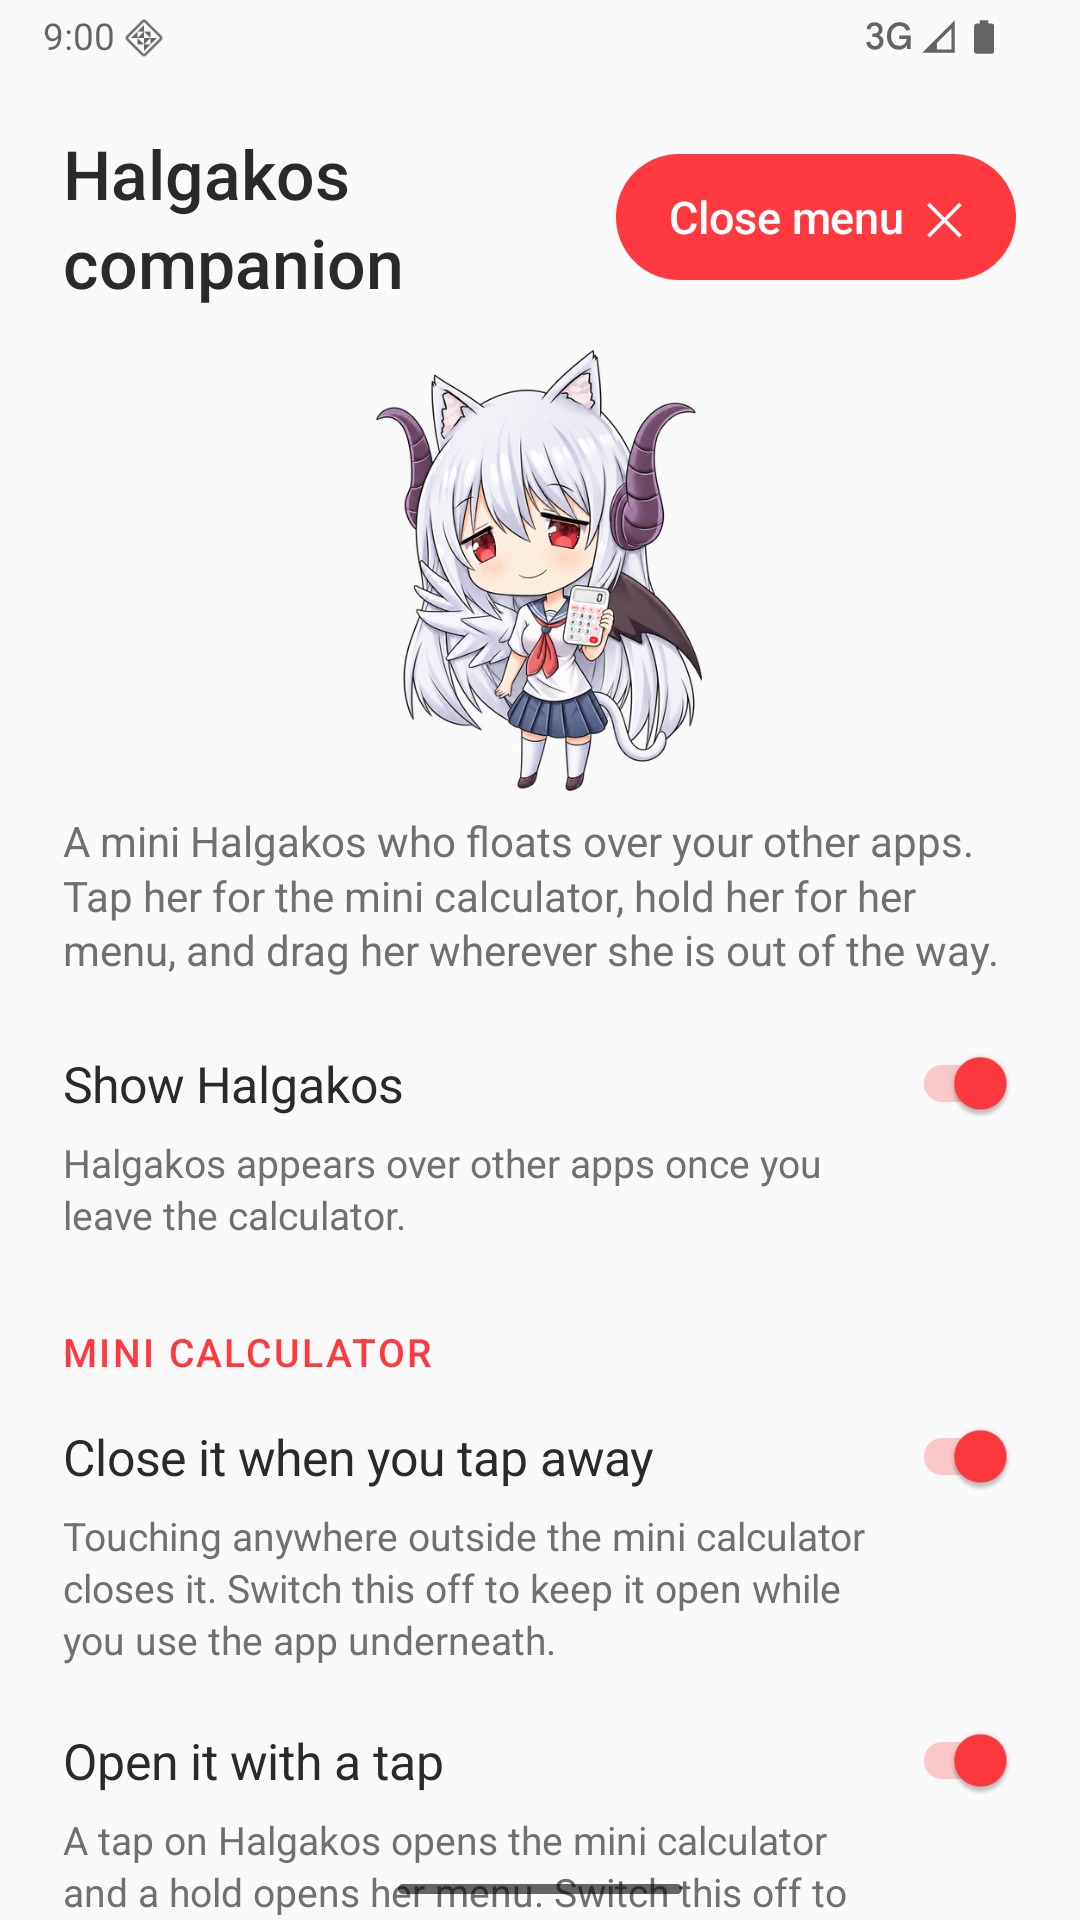 9:00
3G
Halgakos
companion
Close menu
0
A mini Halgakos who floats over your other apps.
Tap her for the mini calculator, hold her for her
menu, and drag her wherever she is out of the way.
Show Halgakos
Halgakos appears over other apps once you
leave the calculator.
MINI CALCULATOR
Close it when you tap away
Touching anywhere outside the mini calculator
closes it. Switch this off to keep it open while
you use the app underneath.
Open it with a tap
A tap on Halgakos opens the mini calculator
and a hold opens her menu. Switch this off to